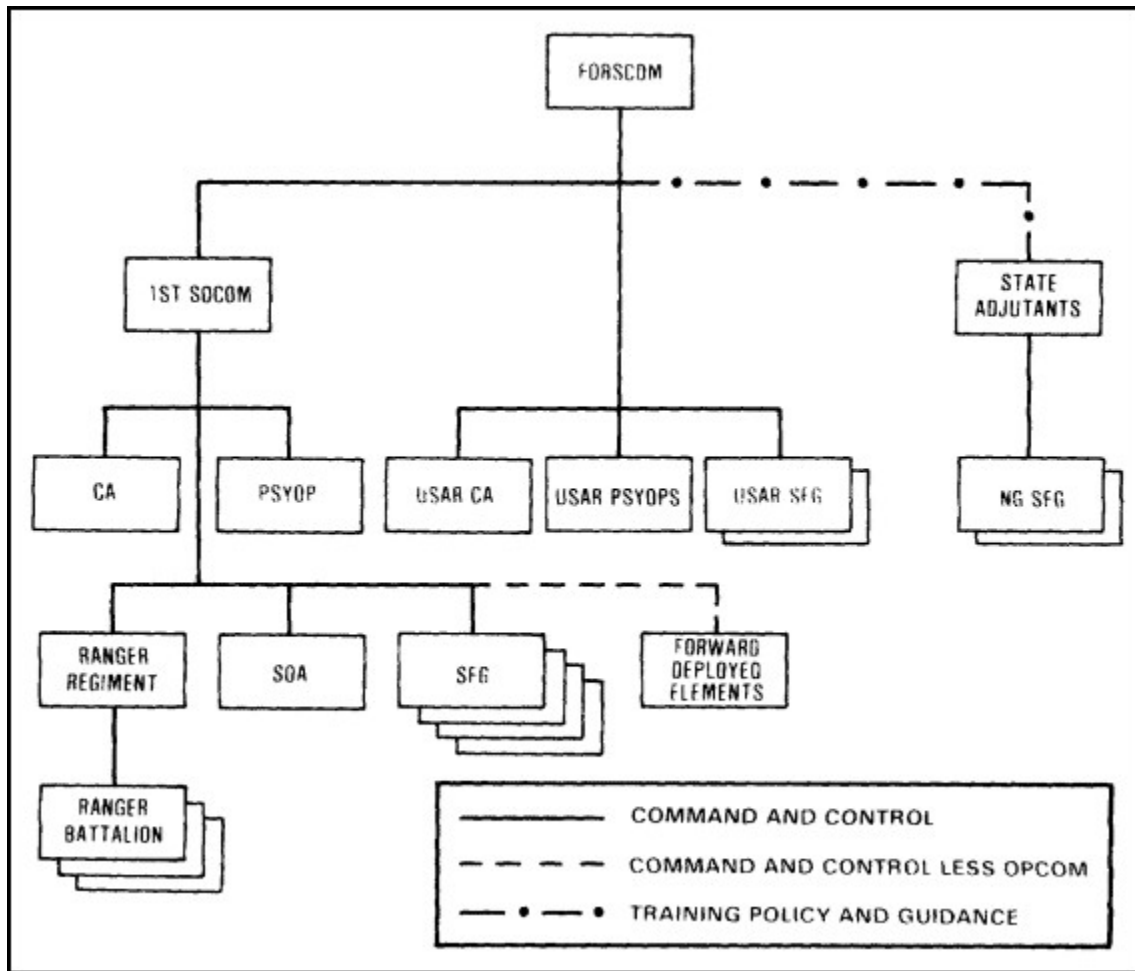 FORSCOM
1ST SOCOM
STATE
ADJUTANTS
CA
PSYOP
USAR CA
USAR PSYOPS
USAR SFG
NG SFG
RANGER
REGIMENT
SOA
SFG
FORWARD
DEPLOYED
ELEMENTS
RANGER
BATTALION
COMMAND AND CONTROL
COMMAND AND CONTROL LESS OPCOM
TRAINING POLICY AND GUIDANCE